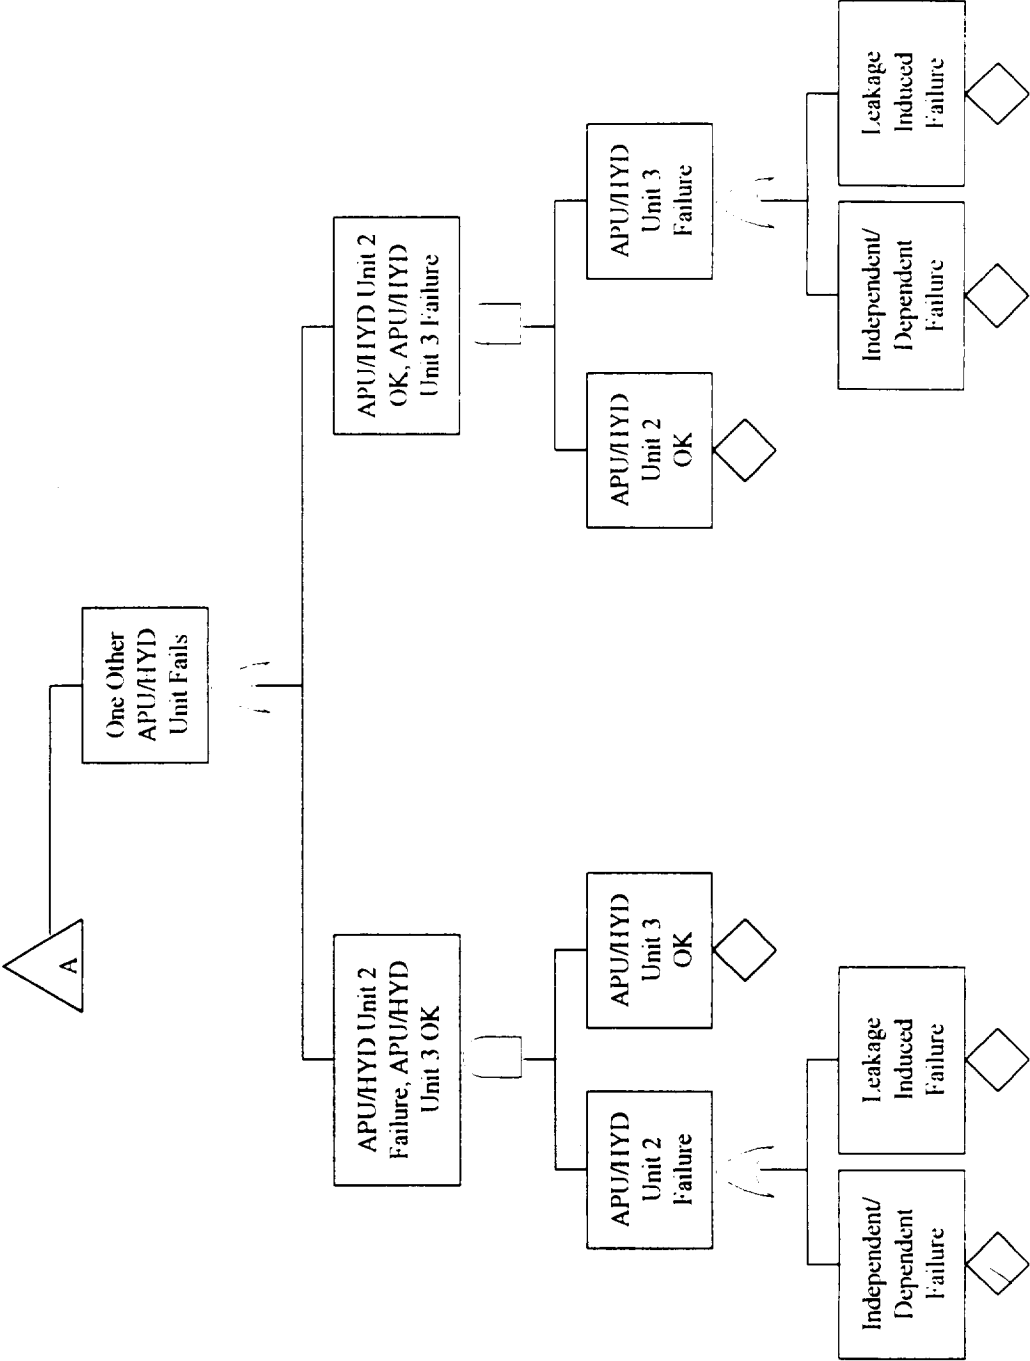 A
One Other
APU/HYD
Unit Fails
APU/HYD Unit 2
Failure, APU/HYD
Unit 3 OK
APU/HYD Unit 2
OK, APU/HYD
Unit 3 Failure
APU/HYD
Unit 2
Failure
APU/HYD
Unit 3
OK
APU/HYD
Unit 2
OK
APU/HYD
Unit 3
Failure
Independent/
Dependent
Failure
Leakage
Induced
Failure
Independent/
Dependent
Failure
Leakage
Induced
Failure